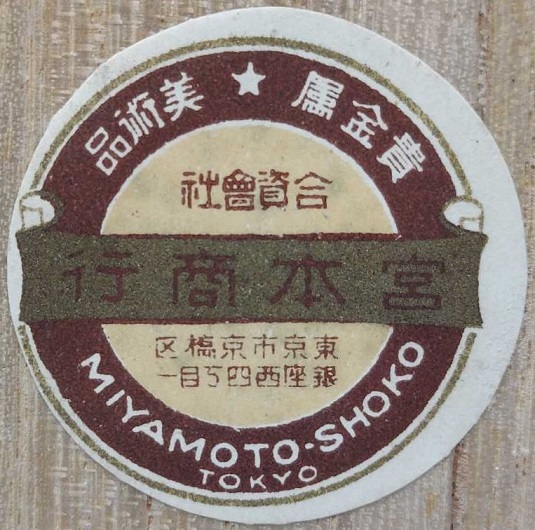 貴金属 ★ 美術品
合資會社
宮本商行
東京市京橋区
銀座西四丁目一
MIYAMOTO-SHOKO
TOKYO